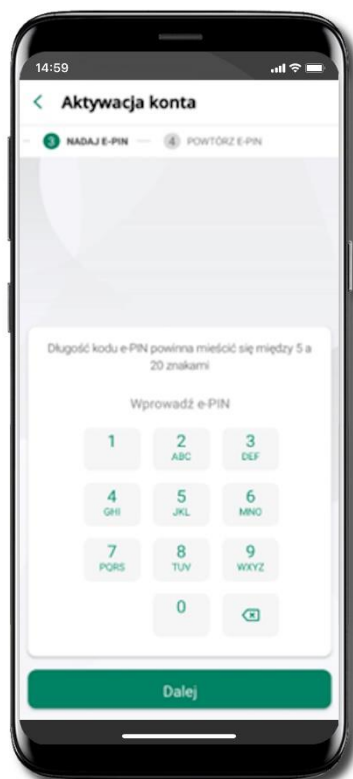 14:59
Aktywacja konta
3 NADAJ E-PIN 4 POWTÓRZ E-PIN
Długość kodu e-PIN powinna mieścić się między 5 a
20 znakami
Wprowadź e-PIN
1 2 3
ABC DEF
4 5 6
GHI JKL MNO
7 8 9
PQRS TUV WXYZ
0
Dalej